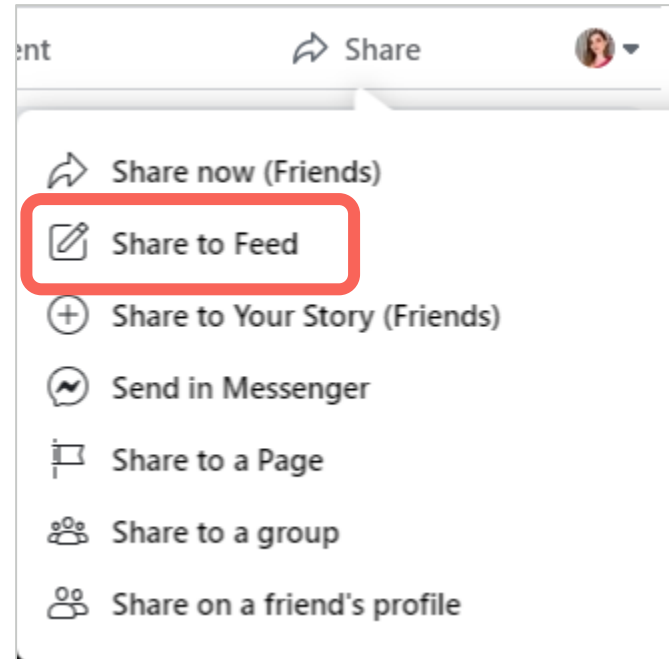 Share
Share now (Friends)
Share to Feed
Share to Your Story (Friends)
Send in Messenger
Share to a Page
Share to a group
Share on a friend's profile